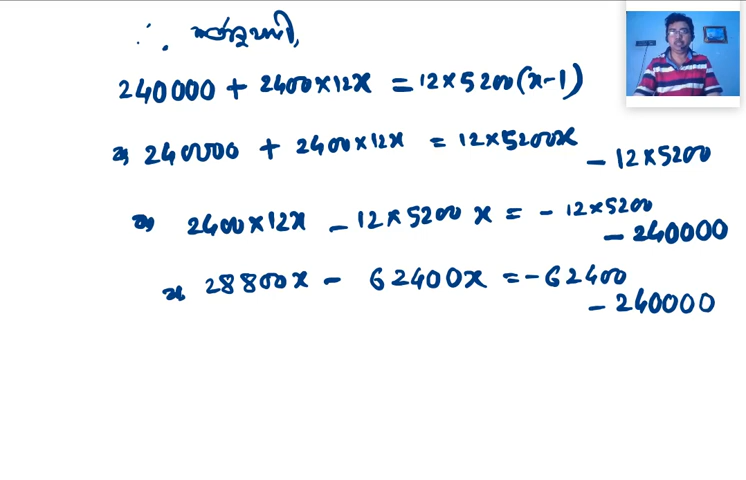 ∴ শর্তানুযায়ী,
240000 + 2400×12x = 12×5200(x-1)
বা, 240000 + 2400×12x = 12×5200x - 12×5200
বা, 2400×12x - 12×5200x = - 12×5200 - 240000
বা, 28800x - 62400x = -62400 - 240000